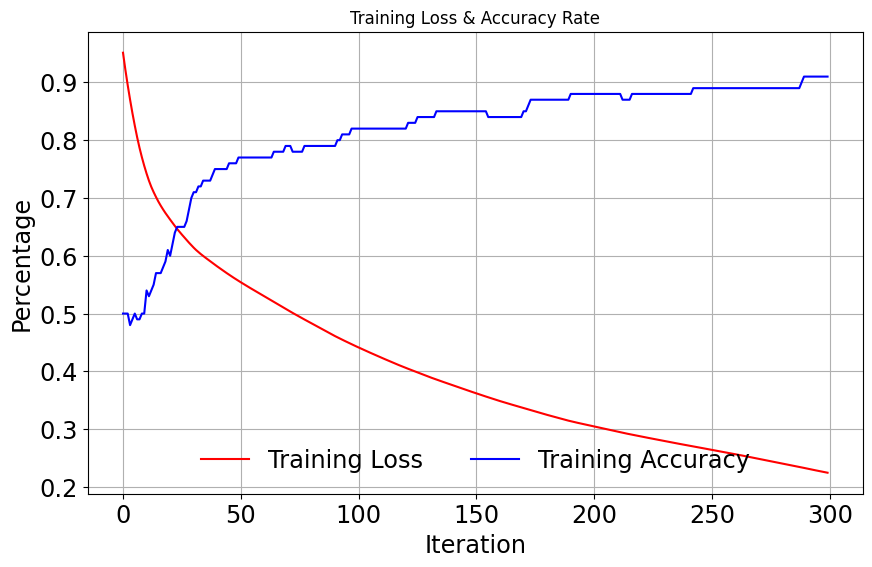 Training Loss & Accuracy Rate
Percentage
0.9
0.8
0.7
0.6
0.5
0.4
0.3
0.2
Training Loss Training Accuracy
0 50 100 150 200 250 300
Iteration